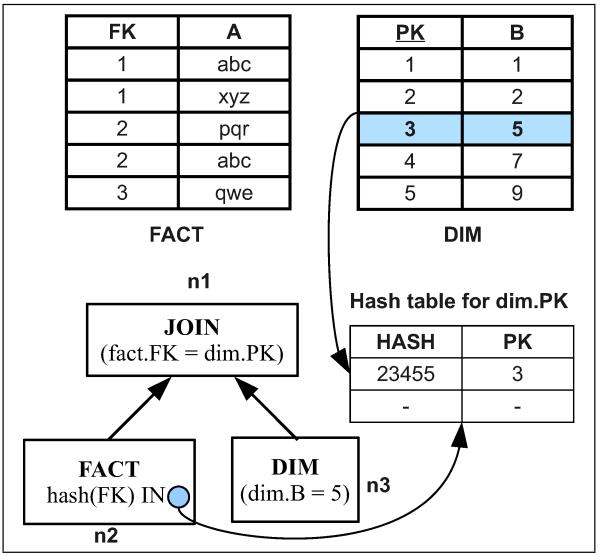 FK A
1 abc
1 xyz
2 pqr
2 abc
3 qwe
FACT
PK B
1 1
2 2
3 5
4 7
5 9
DIM
n1
JOIN
(fact.FK = dim.PK)
Hash table for dim.PK
HASH PK
23455 3
- -
FACT
hash(FK) IN
n2
DIM
(dim.B = 5)
n3